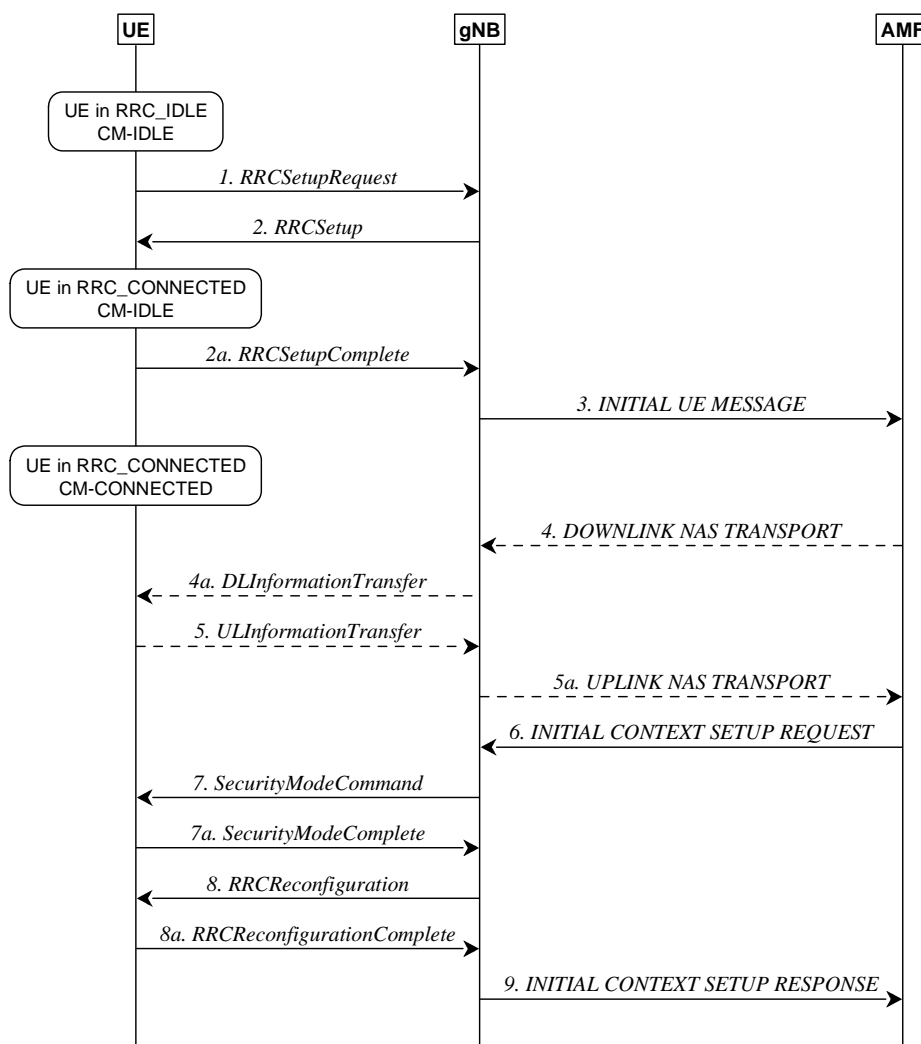 UE gNB AMF
UE in RRC_IDLE
CM-IDLE
1. RRCSetupRequest
2. RRCSetup
UE in RRC_CONNECTED
CM-IDLE
2a. RRCSetupComplete
3. INITIAL UE MESSAGE
UE in RRC_CONNECTED
CM-CONNECTED
4. DOWNLINK NAS TRANSPORT
4a. DLInformationTransfer
5. ULInformationTransfer
5a. UPLINK NAS TRANSPORT
6. INITIAL CONTEXT SETUP REQUEST
7. SecurityModeCommand
7a. SecurityModeComplete
8. RRCReconfiguration
8a. RRCReconfigurationComplete
9. INITIAL CONTEXT SETUP RESPONSE